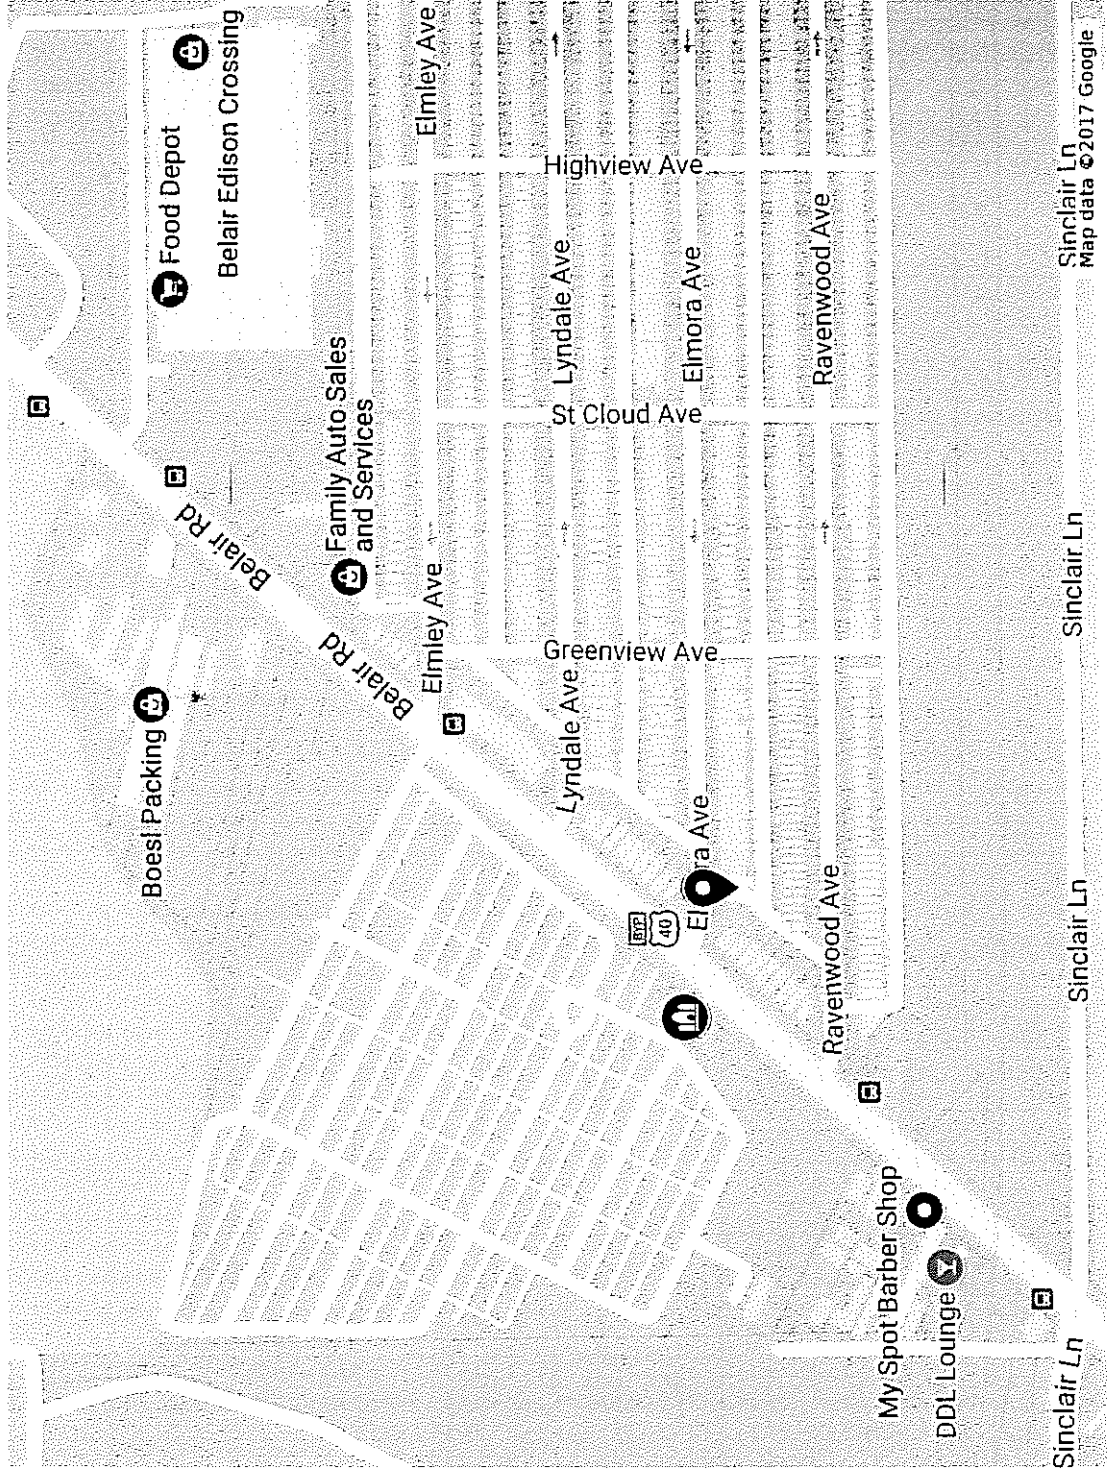 Boesl Packing
Food Depot
Belair Edison Crossing
Belair Rd
Family Auto Sales
and Services
Belair Rd
Elmley Ave
Elmley Ave
Lyndale Ave
Lyndale Ave
Greenview Ave
St Cloud Ave
Highview Ave
BYP
40
El ra Ave
Elmora Ave
Ravenwood Ave
Ravenwood Ave
My Spot Barber Shop
DDL Lounge
Sinclair Ln
Sinclair Ln
Sinclair Ln
Sinclair Ln
Map data ©2017 Google